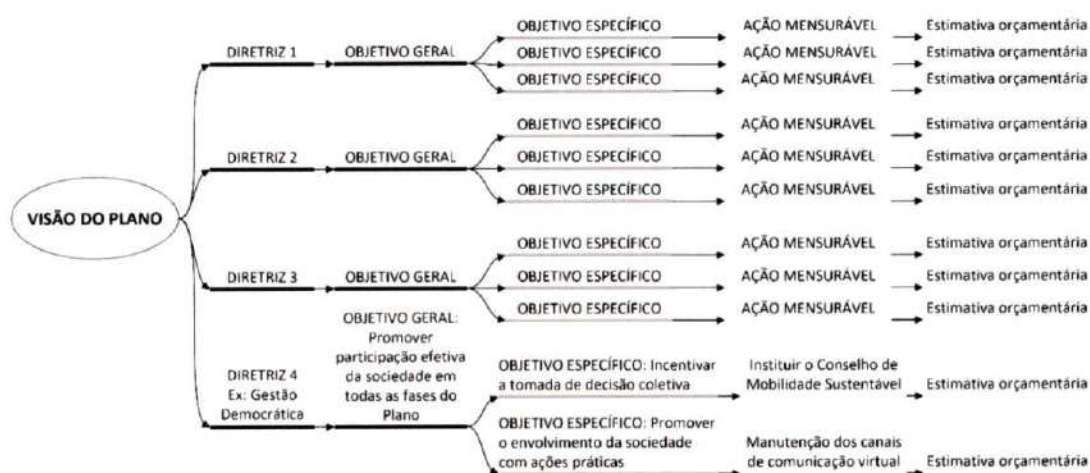 VISÃO DO PLANO
DIRETRIZ 1
OBJETIVO GERAL
OBJETIVO ESPECÍFICO
AÇÃO MENSURÁVEL
Estimativa orçamentária
OBJETIVO ESPECÍFICO
AÇÃO MENSURÁVEL
Estimativa orçamentária
OBJETIVO ESPECÍFICO
AÇÃO MENSURÁVEL
Estimativa orçamentária
DIRETRIZ 2
OBJETIVO GERAL
OBJETIVO ESPECÍFICO
AÇÃO MENSURÁVEL
Estimativa orçamentária
OBJETIVO ESPECÍFICO
AÇÃO MENSURÁVEL
Estimativa orçamentária
OBJETIVO ESPECÍFICO
AÇÃO MENSURÁVEL
Estimativa orçamentária
DIRETRIZ 3
OBJETIVO GERAL
OBJETIVO ESPECÍFICO
AÇÃO MENSURÁVEL
Estimativa orçamentária
OBJETIVO ESPECÍFICO
AÇÃO MENSURÁVEL
Estimativa orçamentária
OBJETIVO ESPECÍFICO
AÇÃO MENSURÁVEL
Estimativa orçamentária
DIRETRIZ 4
Ex: Gestão
Democrática
OBJETIVO GERAL:
Promover
participação efetiva
da sociedade em
todas as fases do
Plano
OBJETIVO ESPECÍFICO: Incentivar
a tomada de decisão coletiva
Instituir o Conselho de
Mobilidade Sustentável
Estimativa orçamentária
OBJETIVO ESPECÍFICO: Promover
o envolvimento da sociedade
com ações práticas
Manutenção dos canais
de comunicação virtual
Estimativa orçamentária